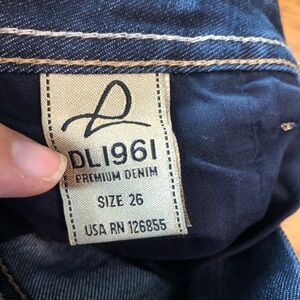 DL1961
PREMIUM DENIM
SIZE 26
USA RN 126855